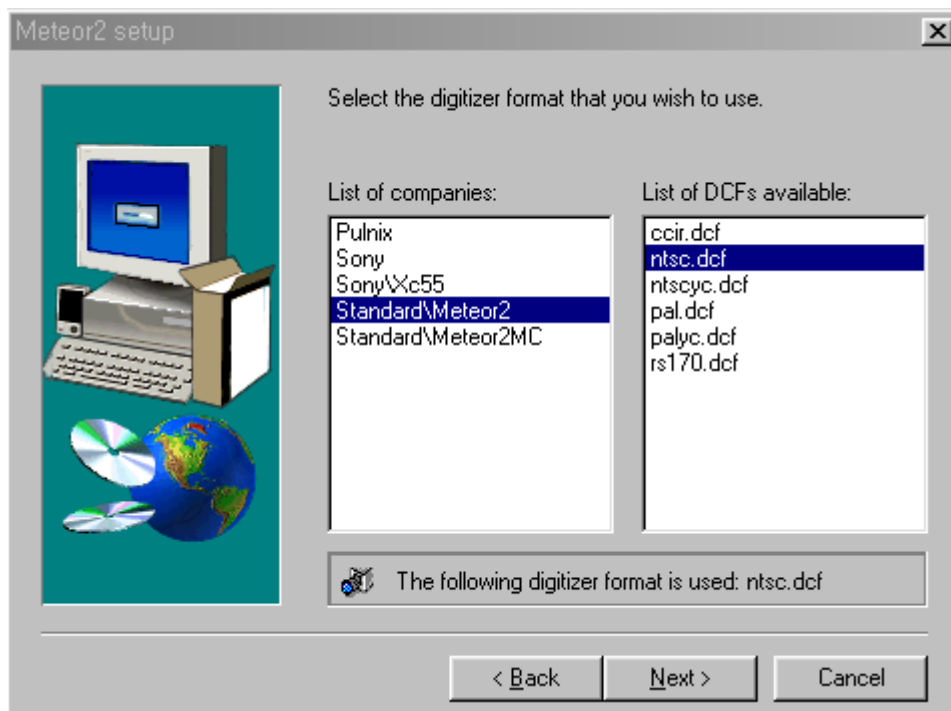 Meteor2 setup
Select the digitizer format that you wish to use.
List of companies:
Pulnix
Sony
Sony\Xc55
Standard\Meteor2
Standard\Meteor2MC
List of DCFs available:
ccir.dcf
ntsc.dcf
ntscyc.dcf
pal.dcf
palyc.dcf
rs170.dcf
The following digitizer format is used: ntsc.dcf
< Back
Next >
Cancel